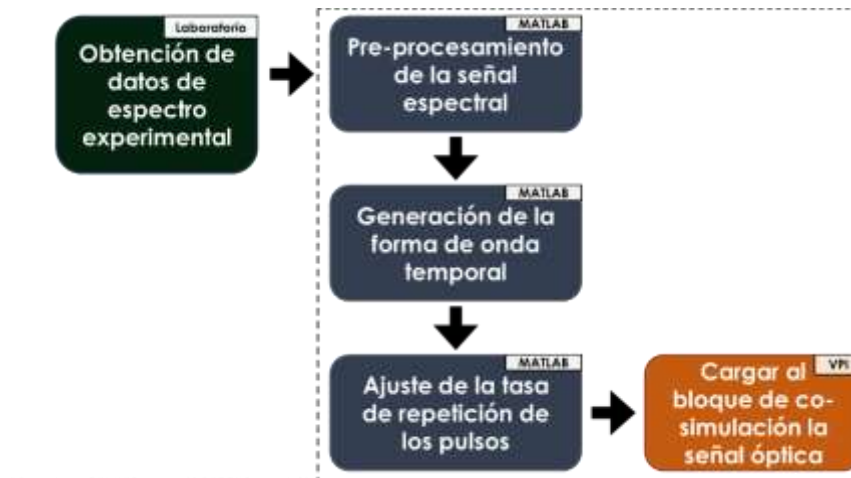 Laboratorio
Obtención de
datos de
espectro
experimental
MATLAB
Pre-procesamiento
de la señal
espectral
MATLAB
Generación de la
forma de onda
temporal
MATLAB
Ajuste de la tasa
de repetición de
los pulsos
VPI
Cargar al
bloque de co-
simulación la
señal óptica